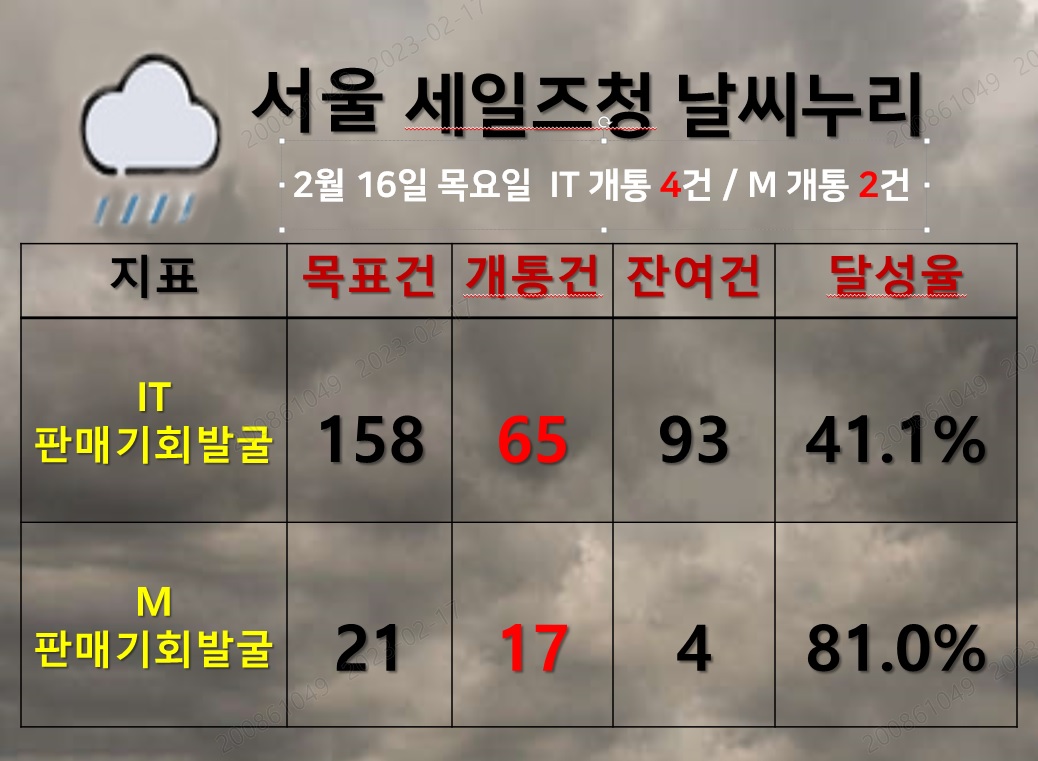 서울 세일즈청 날씨누리
2월 16일 목요일 IT 개통 4건 / M 개통 2건
지표 목표건 개통건 잔여건 달성율
IT
판매기회발굴 158 65 93 41.1%
M
판매기회발굴 21 17 4 81.0%
200861049 2023-02-17